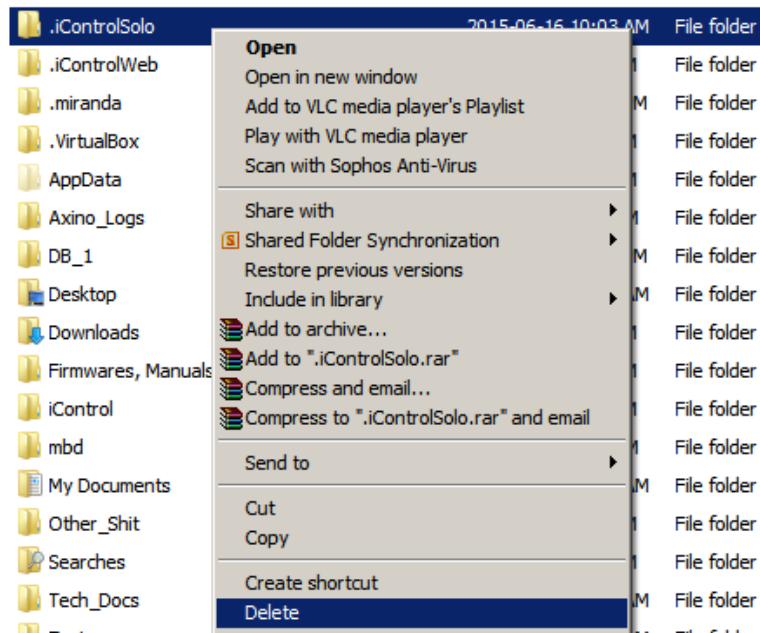 .iControlSolo 2015-06-16 10:03 AM File folder
.iControlWeb File folder
.miranda M File folder
.VirtualBox File folder
AppData File folder
Axino_Logs File folder
DB_1 M File folder
Desktop AM File folder
Downloads File folder
Firmwares, Manuals File folder
iControl File folder
mbd File folder
My Documents AM File folder
Other_Shit File folder
Searches File folder
Tech_Docs AM File folder
Open
Open in new window
Add to VLC media player's Playlist
Play with VLC media player
Scan with Sophos Anti-Virus
Share with
S Shared Folder Synchronization
Restore previous versions
Include in library
Add to archive...
Add to ".iControlSolo.rar"
Compress and email...
Compress to ".iControlSolo.rar" and email
Send to
Cut
Copy
Create shortcut
Delete